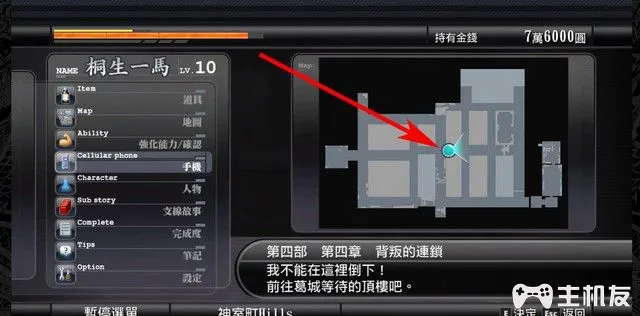 持有金錢 7萬6000圓
NAME 桐生一馬 LV.10
Map:
Item
道具
Map
地圖
Ability
強化能力/確認
Cellular phone
手機
Character
人物
Sub story
支線故事
Complete
完成度
Tips
筆記
Option
設定
第四部 第四章 背叛的連鎖
我不能在這裡倒下！
前往葛城等待的頂樓吧。
暫停選單 神室町Hills
E 決定 Esc 返回
主机友